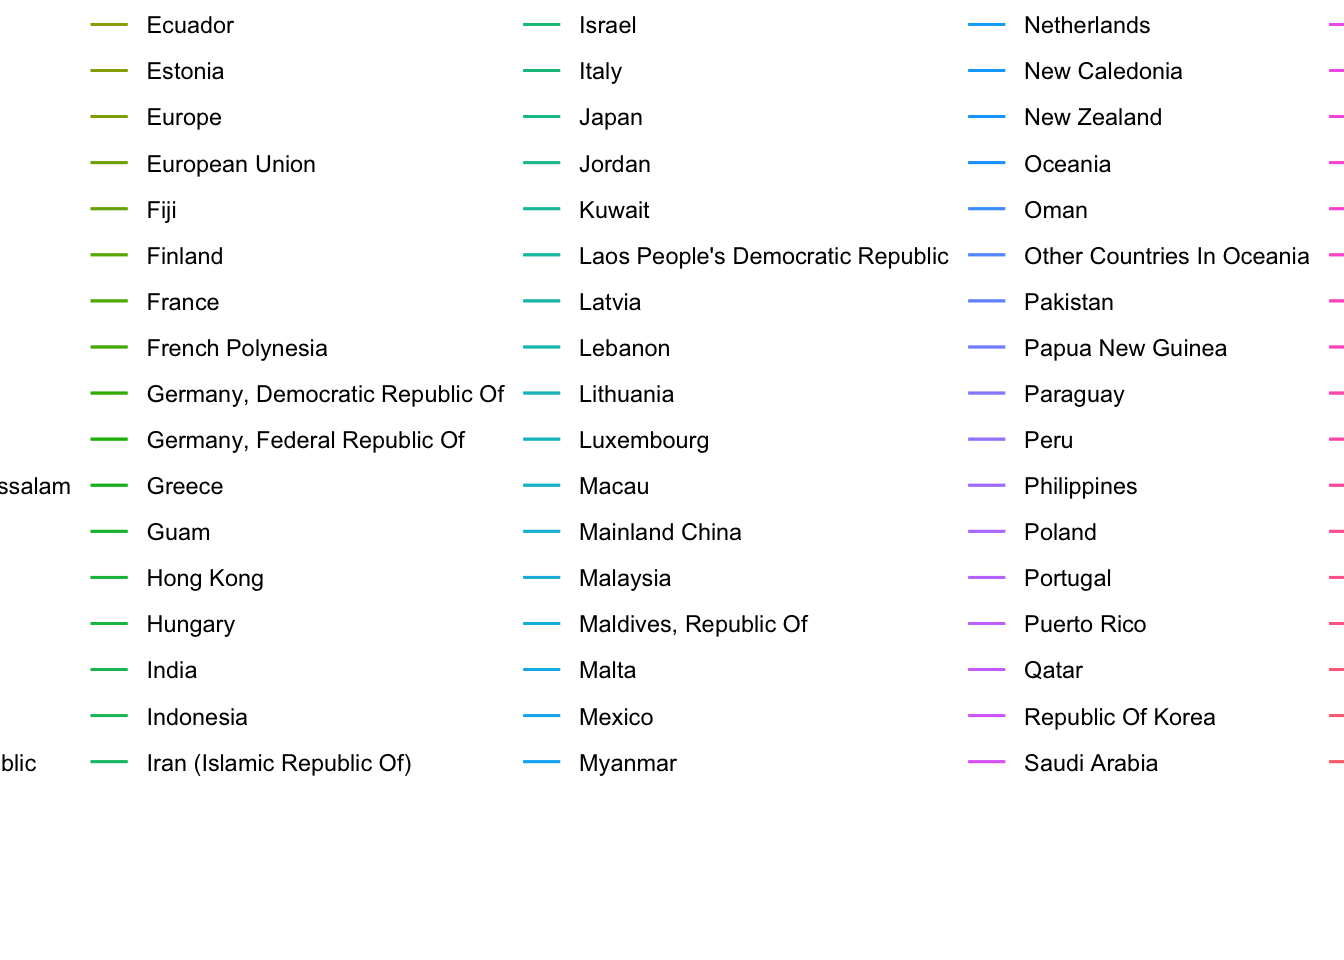 Ecuador
Estonia
Europe
European Union
Fiji
Finland
France
French Polynesia
Germany, Democratic Republic Of
Germany, Federal Republic Of
ssalam
Greece
Guam
Hong Kong
Hungary
India
Indonesia
blic
Iran (Islamic Republic Of)
Israel
Italy
Japan
Jordan
Kuwait
Laos People's Democratic Republic
Latvia
Lebanon
Lithuania
Luxembourg
Macau
Mainland China
Malaysia
Maldives, Republic Of
Malta
Mexico
Myanmar
Netherlands
New Caledonia
New Zealand
Oceania
Oman
Other Countries In Oceania
Pakistan
Papua New Guinea
Paraguay
Peru
Philippines
Poland
Portugal
Puerto Rico
Qatar
Republic Of Korea
Saudi Arabia